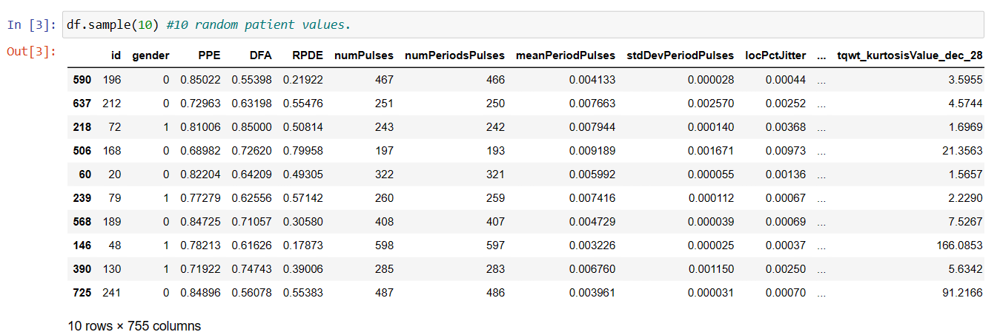 In [3]: df.sample(10) #10 random patient values.
Out[3]:
id gender PPE DFA RPDE numPulses numPeriodsPulses meanPeriodPulses stdDevPeriodPulses locPctJitter ... tqwt_kurtosisValue_dec_28
590 196 0 0.85022 0.55398 0.21922 467 466 0.004133 0.000028 0.00044 ... 3.5955
637 212 0 0.72963 0.63198 0.55476 251 250 0.007663 0.002570 0.00252 ... 4.5744
218 72 1 0.81006 0.85000 0.50814 243 242 0.007944 0.000140 0.00368 ... 1.6969
506 168 0 0.68982 0.72620 0.79958 197 193 0.009189 0.001671 0.00973 ... 21.3563
60 20 0 0.82204 0.64209 0.49305 322 321 0.005992 0.000055 0.00136 ... 1.5657
239 79 1 0.77279 0.62556 0.57142 260 259 0.007416 0.000112 0.00067 ... 2.2290
568 189 0 0.84725 0.71057 0.30580 408 407 0.004729 0.000039 0.00069 ... 7.5267
146 48 1 0.78213 0.61626 0.17873 598 597 0.003226 0.000025 0.00037 ... 166.0853
390 130 1 0.71922 0.74743 0.39006 285 283 0.006760 0.001150 0.00250 ... 5.6342
725 241 0 0.84896 0.56078 0.55383 487 486 0.003961 0.000031 0.00070 ... 91.2166
10 rows × 755 columns